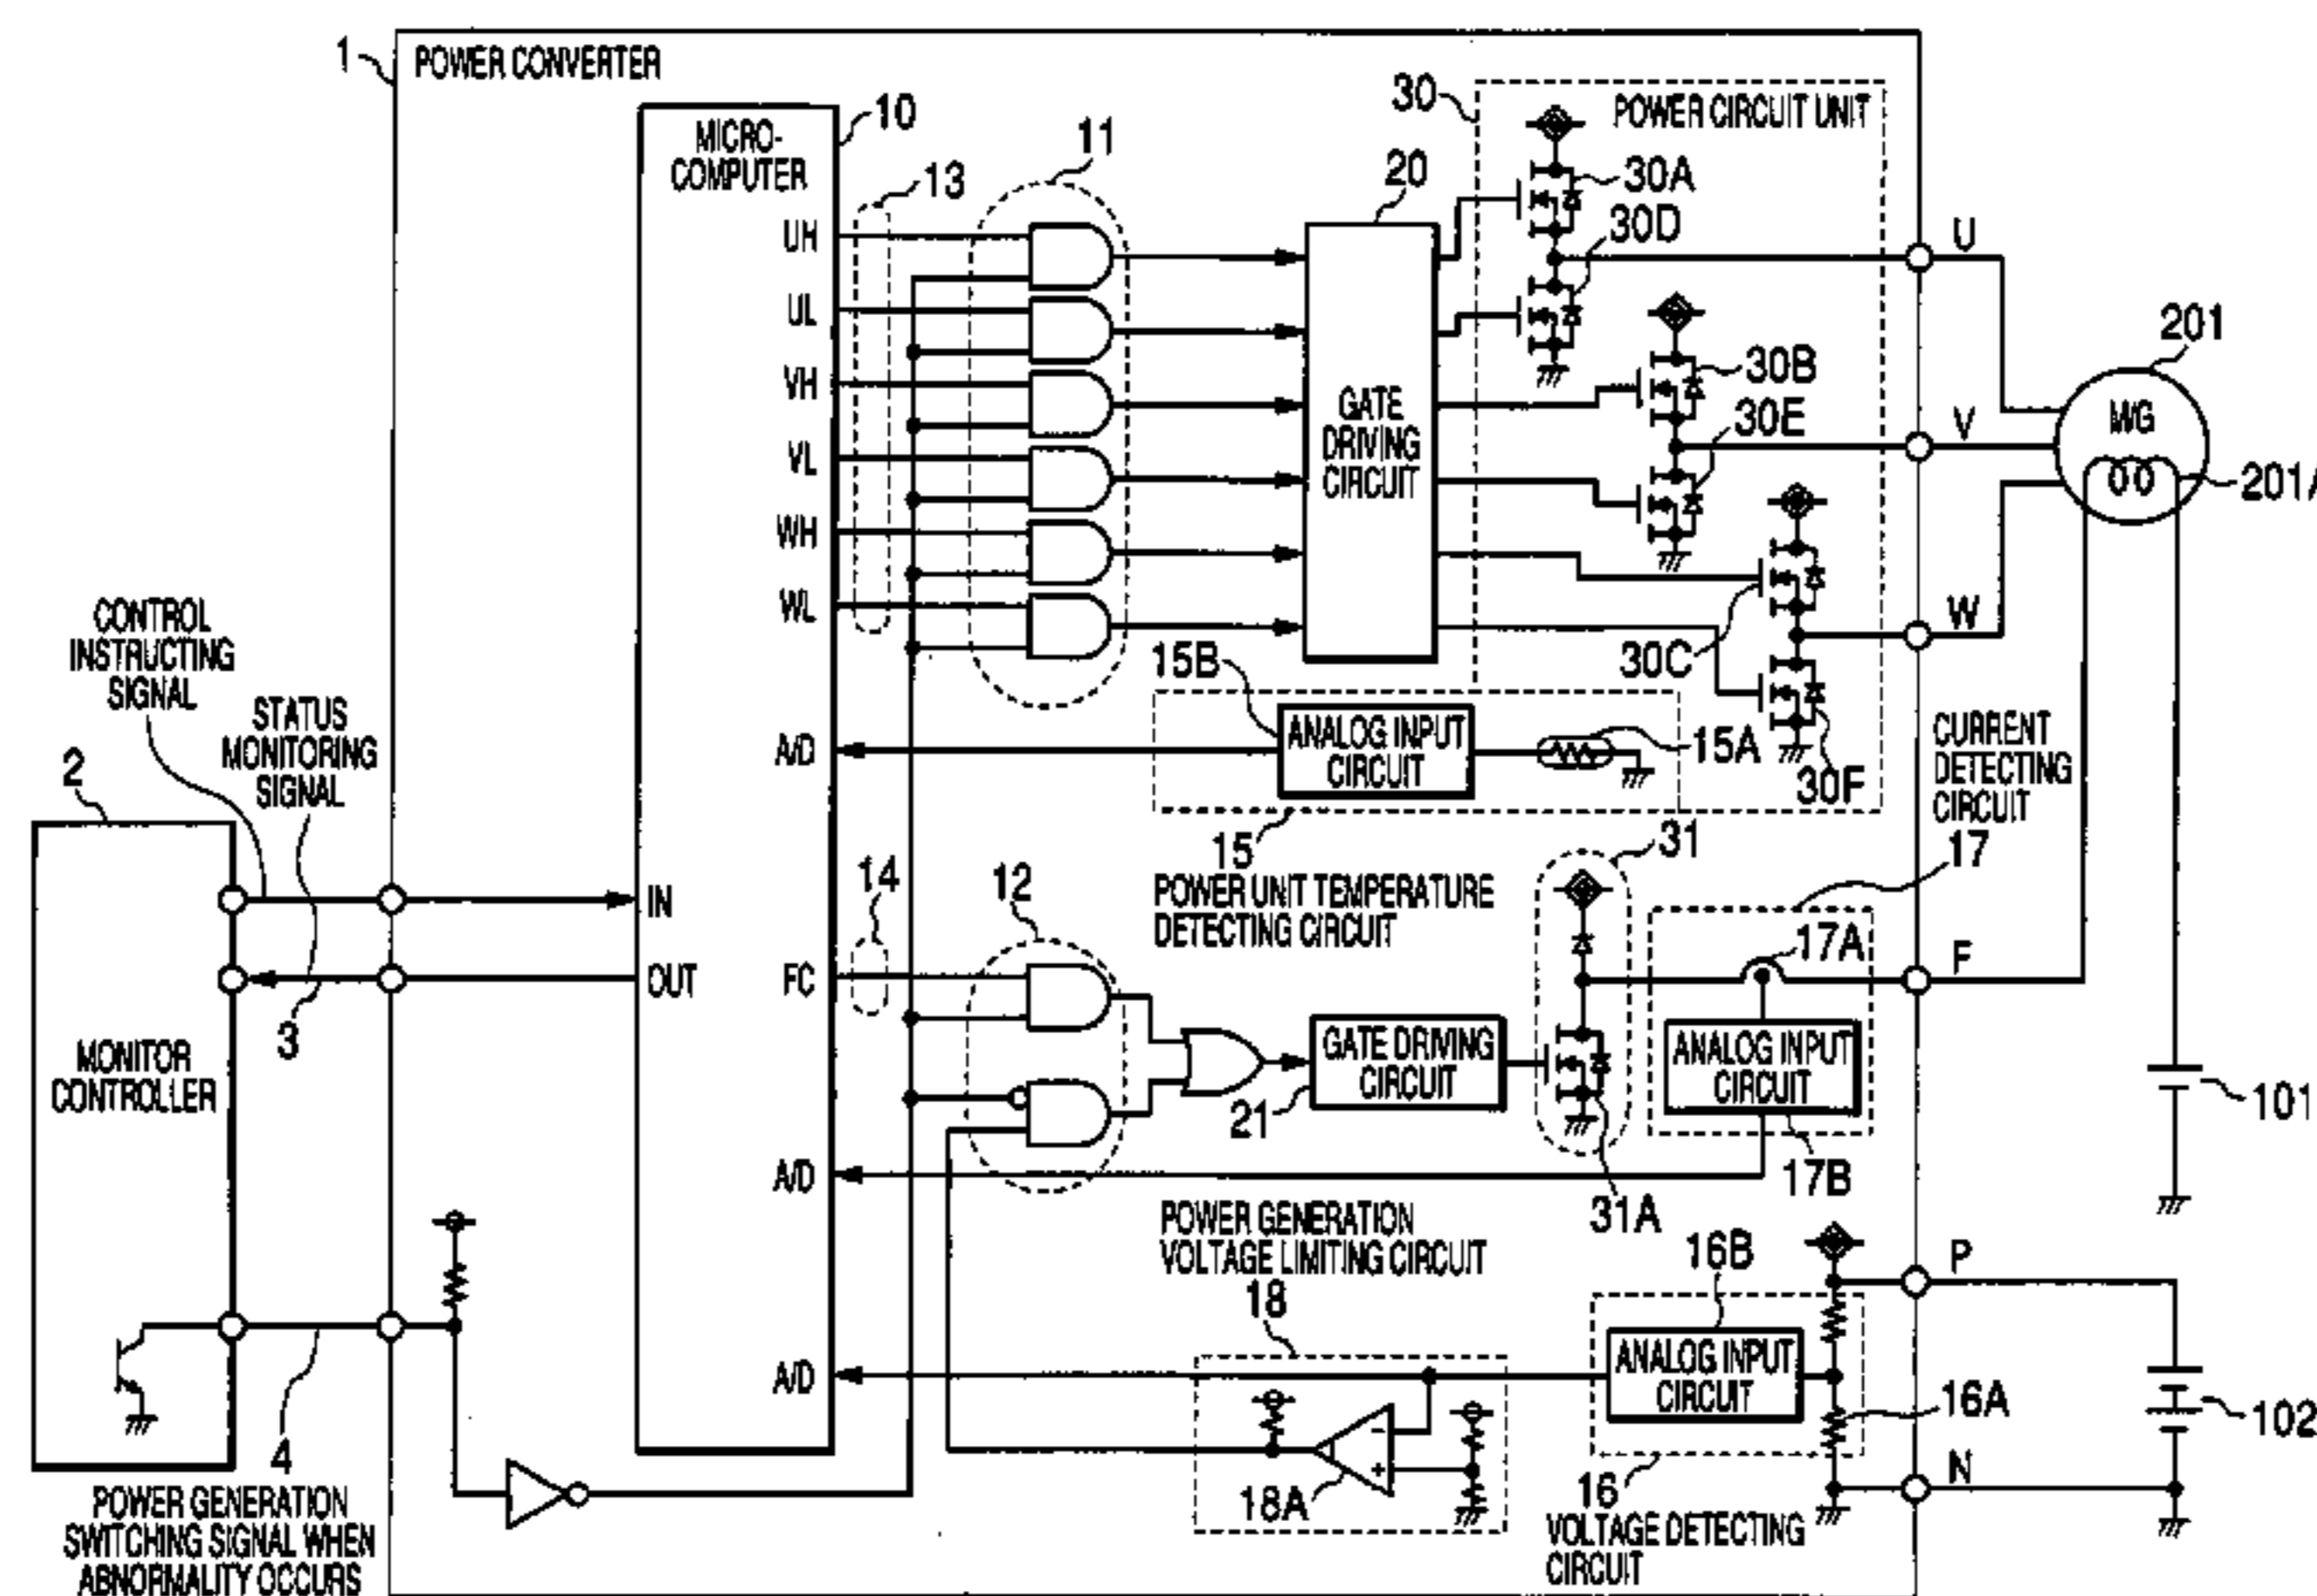 1
POWER CONVERTER
MICRO-
COMPUTER
10
13
11
20
30
POWER CIRCUIT UNIT
30A
30D
30B
30E
30C
30F
UH
UL
VH
VL
WH
WL
GATE
DRIVING
CIRCUIT
U
V
W
201
M/G
201A
CONTROL
INSTRUCTING
SIGNAL
STATUS
MONITORING
SIGNAL
2
A/D
15B
ANALOG INPUT
CIRCUIT
15A
15
POWER UNIT TEMPERATURE
DETECTING CIRCUIT
CURRENT
DETECTING
CIRCUIT
17
31
14
12
IN
OUT
FC
3
MONITOR
CONTROLLER
GATE DRIVING
CIRCUIT
21
17A
ANALOG INPUT
CIRCUIT
17B
31A
F
101
A/D
POWER GENERATION
VOLTAGE LIMITING CIRCUIT
18
16B
P
A/D
ANALOG INPUT
CIRCUIT
16A
102
-
+
18A
16
N
VOLTAGE DETECTING
CIRCUIT
4
POWER GENERATION
SWITCHING SIGNAL WHEN
ABNORMALITY OCCURS